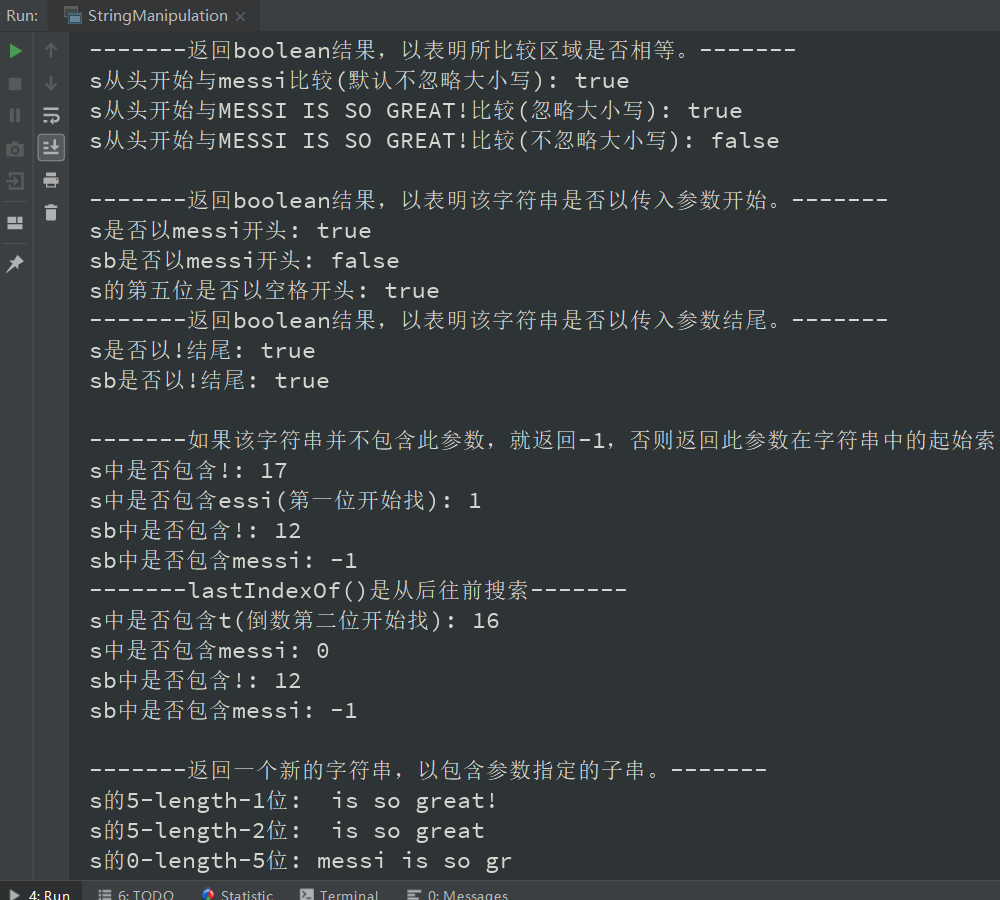 Run: StringManipulation
-------返回boolean结果，以表明所比较区域是否相等。-------
s从头开始与messi比较(默认不忽略大小写): true
s从头开始与MESSI IS SO GREAT!比较(忽略大小写): true
s从头开始与MESSI IS SO GREAT!比较(不忽略大小写): false
-------返回boolean结果，以表明该字符串是否以传入参数开始。-------
s是否以messi开头: true
sb是否以messi开头: false
s的第五位是否以空格开头: true
-------返回boolean结果，以表明该字符串是否以传入参数结尾。-------
s是否以!结尾: true
sb是否以!结尾: true
-------如果该字符串并不包含此参数，就返回-1，否则返回此参数在字符串中的起始索
s中是否包含!: 17
s中是否包含essi(第一位开始找): 1
sb中是否包含!: 12
sb中是否包含messi: -1
-------lastIndexOf()是从后往前搜索-------
s中是否包含t(倒数第二位开始找): 16
s中是否包含messi: 0
sb中是否包含!: 12
sb中是否包含messi: -1
-------返回一个新的字符串，以包含参数指定的子串。-------
s的5-length-1位:  is so great!
s的5-length-2位:  is so great
s的0-length-5位: messi is so gr
4: Run 6: TODO Statistic Terminal 0: Messages